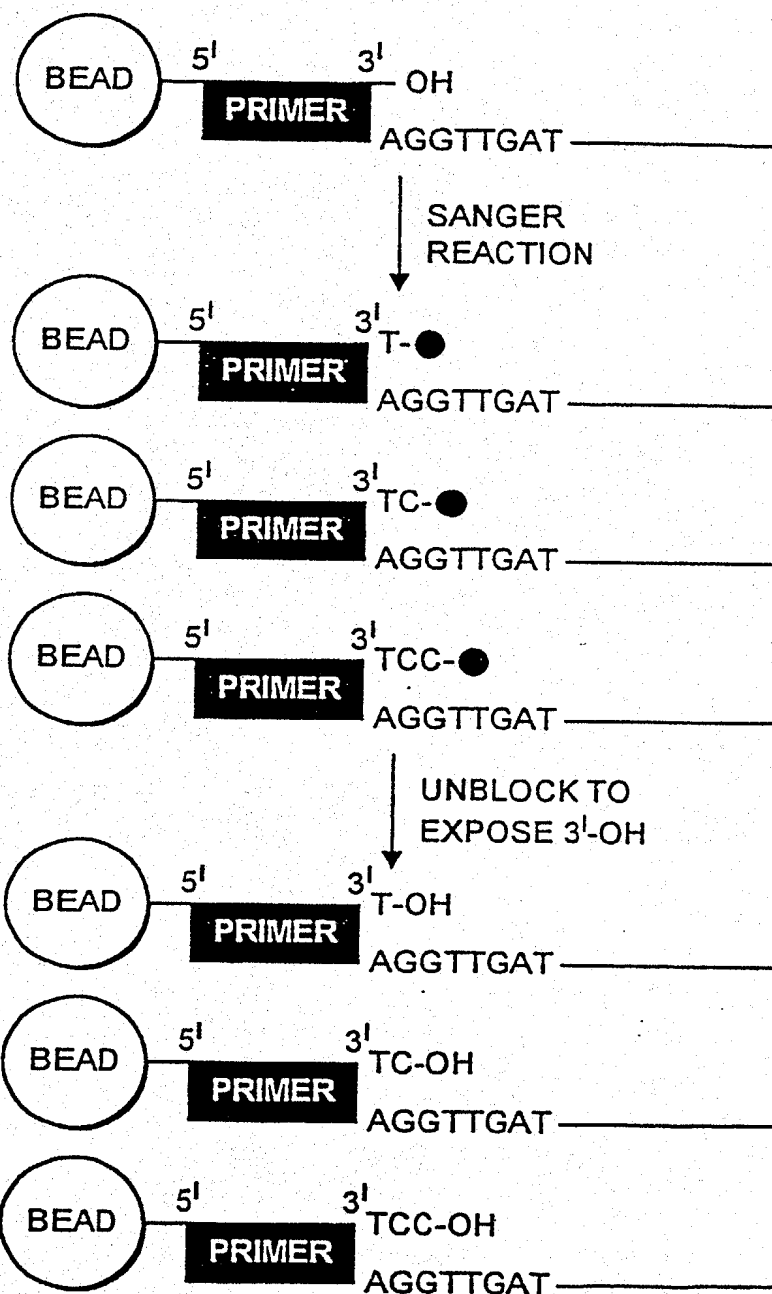 5' 3'
BEAD PRIMER OH
AGGTTGAT
SANGER
REACTION
5' 3'
BEAD PRIMER T-●
AGGTTGAT
5' 3'
BEAD PRIMER TC-●
AGGTTGAT
5' 3'
BEAD PRIMER TCC-●
AGGTTGAT
UNBLOCK TO
EXPOSE 3'-OH
5' 3'
BEAD PRIMER T-OH
AGGTTGAT
5' 3'
BEAD PRIMER TC-OH
AGGTTGAT
5' 3'
BEAD PRIMER TCC-OH
AGGTTGAT